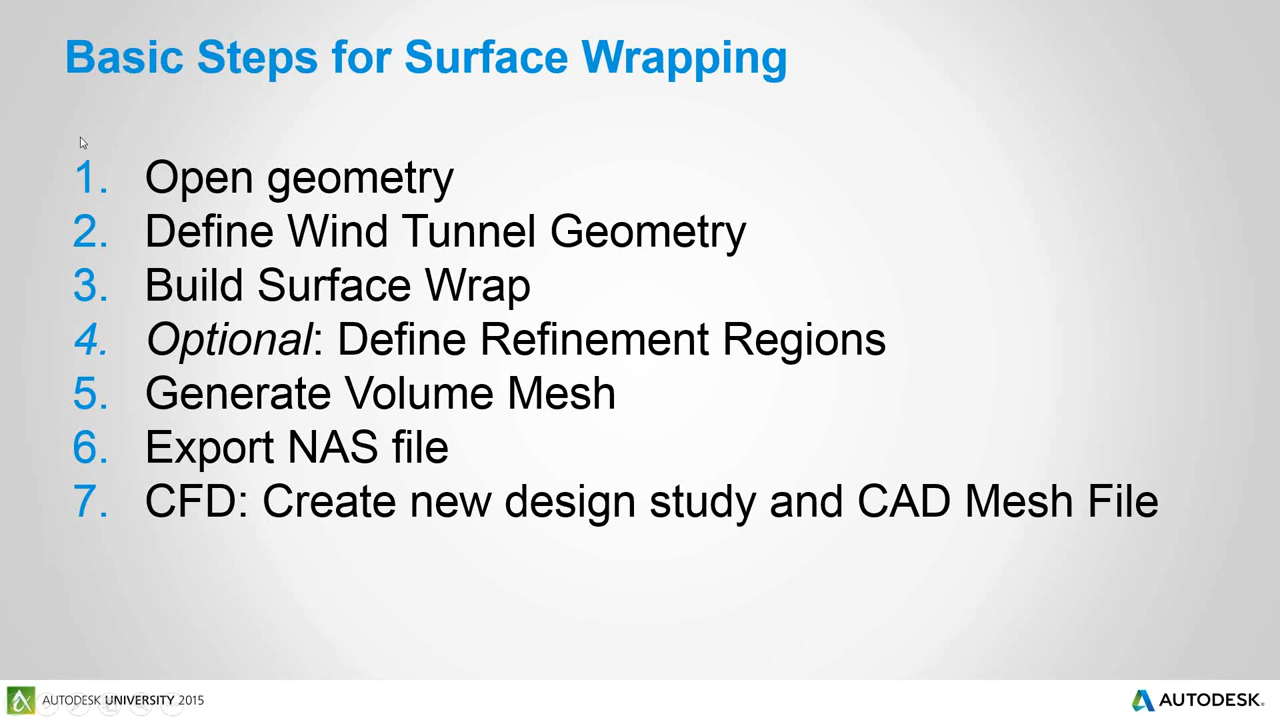 Basic Steps for Surface Wrapping
1. Open geometry
2. Define Wind Tunnel Geometry
3. Build Surface Wrap
4. Optional: Define Refinement Regions
5. Generate Volume Mesh
6. Export NAS file
7. CFD: Create new design study and CAD Mesh File
AUTODESK UNIVERSITY 2015
AUTODESK.